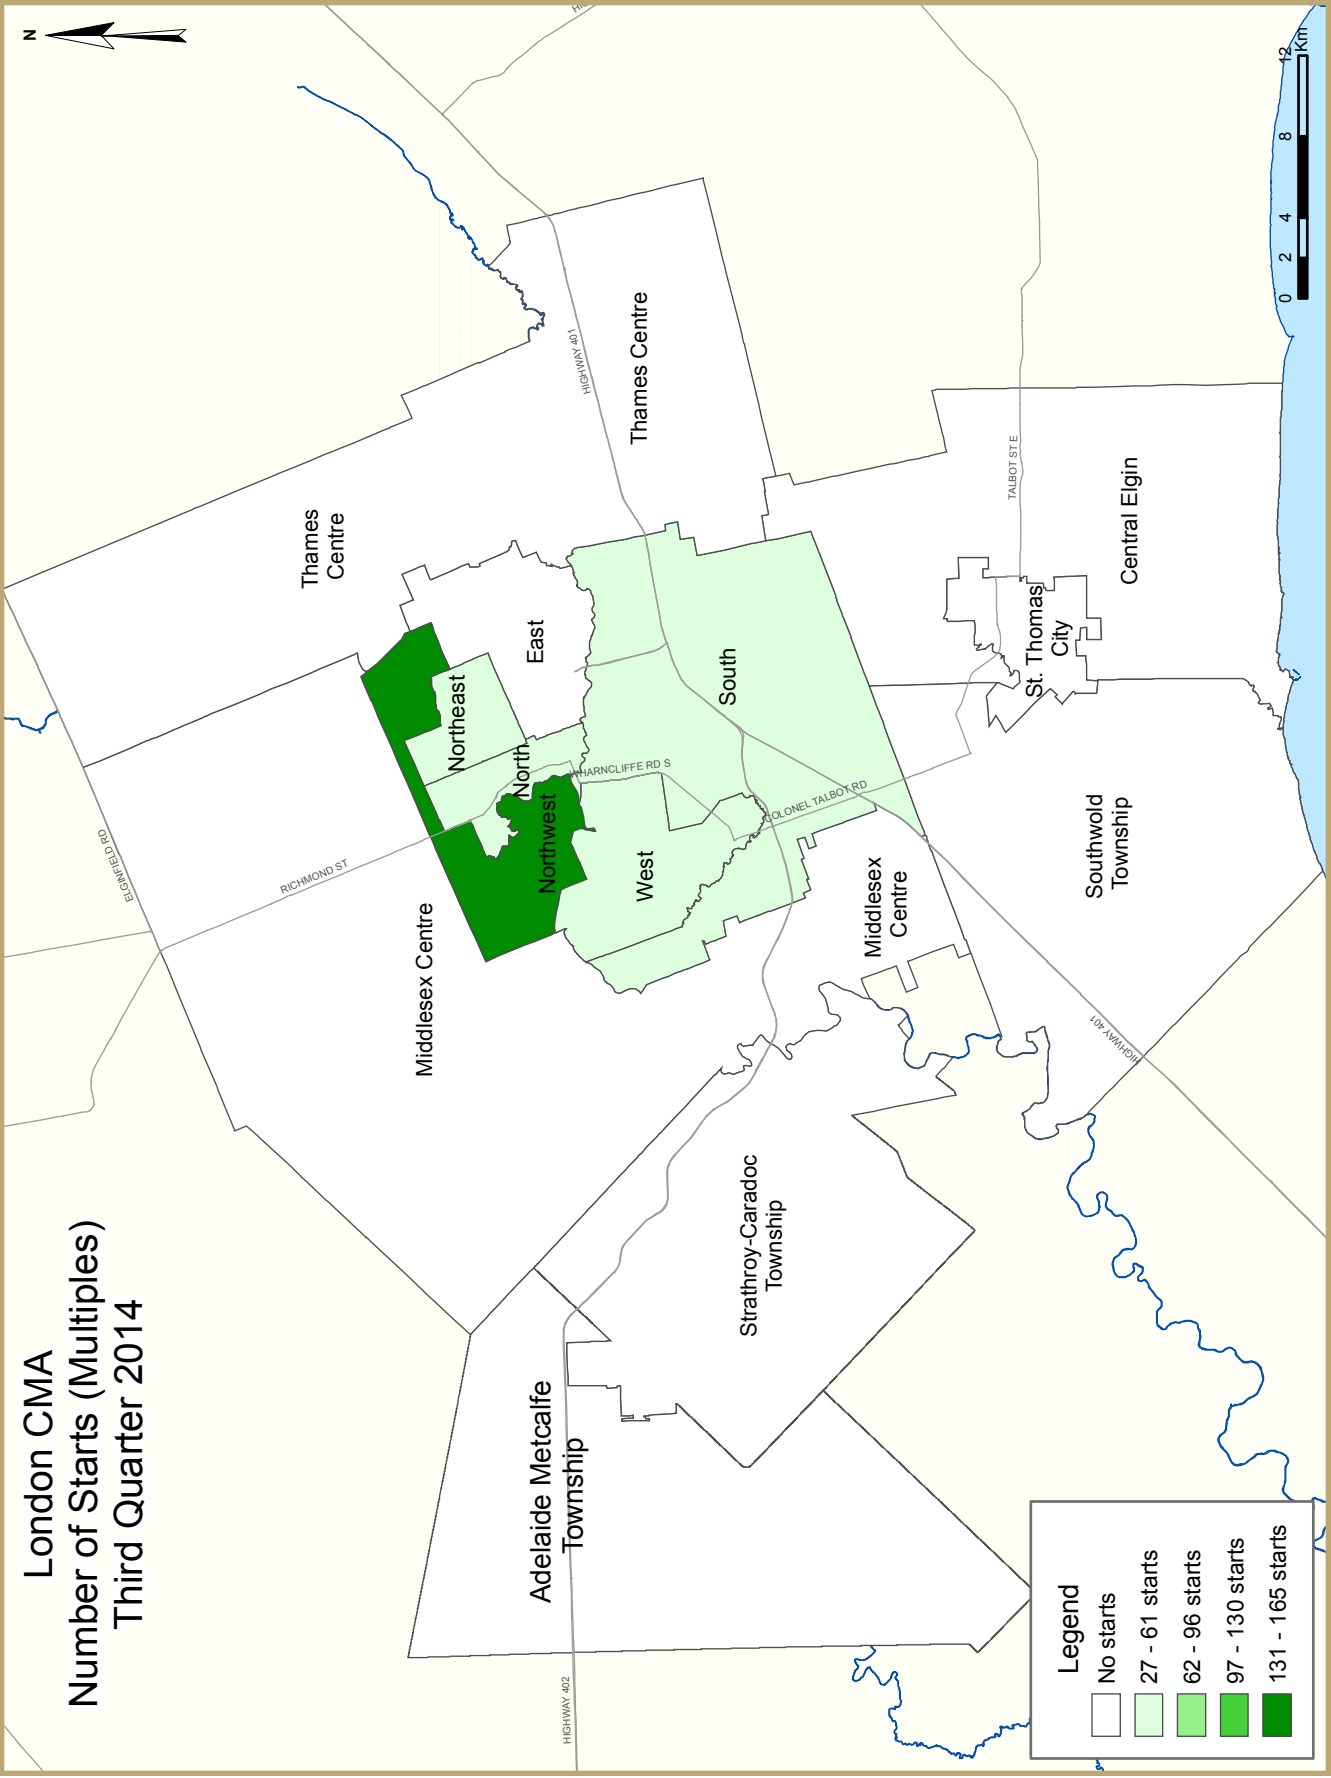 London CMA
Number of Starts (Multiples)
Third Quarter 2014
N
ELGINFIELD RD
RICHMOND ST
Middlesex Centre
Thames
Centre
Northeast
North
Northwest
East
WHARNCLIFFE RD S
West
South
HIGHWAY 401
Thames Centre
COLONEL TALBOT RD
Middlesex
Centre
Strathroy-Caradoc
Township
Adelaide Metcalfe
Township
HIGHWAY 402
TALBOT ST E
St. Thomas
City
Central Elgin
Southwold
Township
HIGHWAY 401
Legend
No starts
27 - 61 starts
62 - 96 starts
97 - 130 starts
131 - 165 starts
0 2 4 8 12
Km